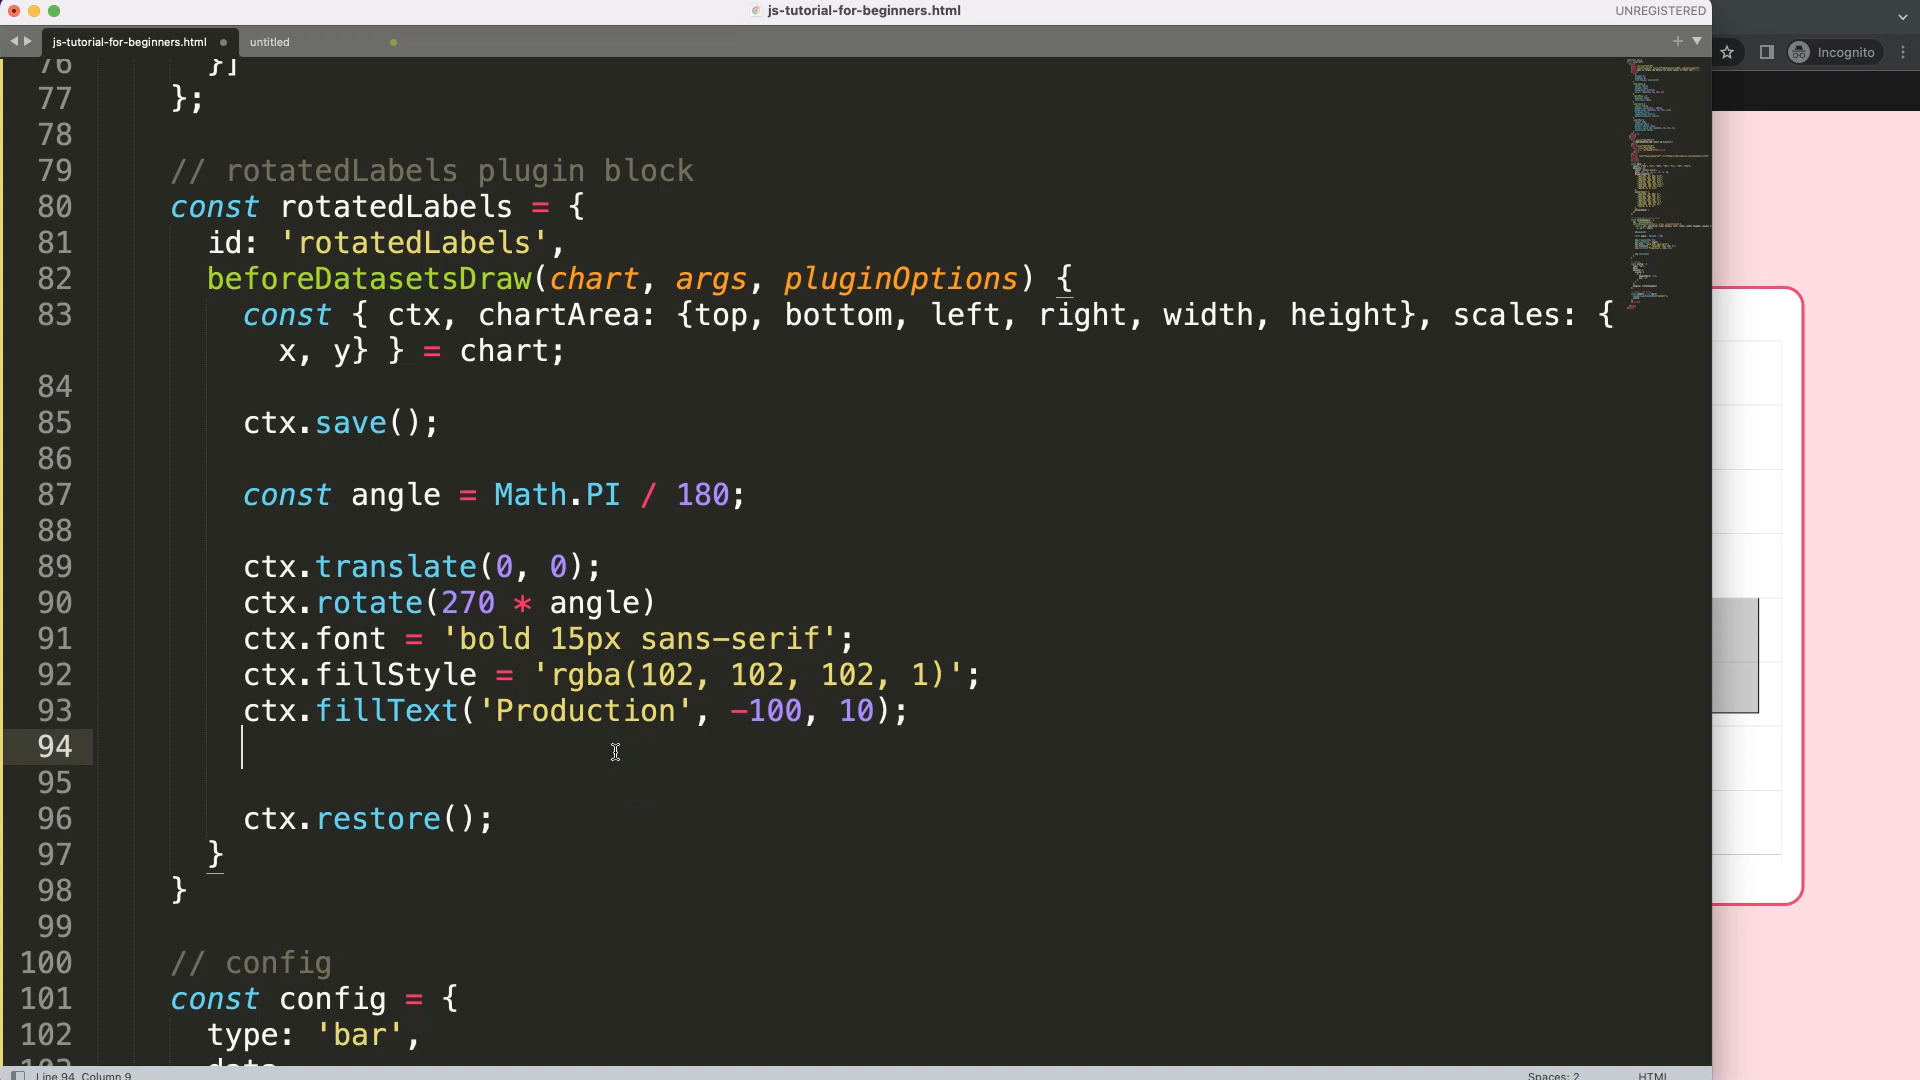 js-tutorial-for-beginners.html
UNREGISTERED
js-tutorial-for-beginners.html
untitled
Incognito
76 }]
77 };
78
79 // rotatedLabels plugin block
80 const rotatedLabels = {
81 id: 'rotatedLabels',
82 beforeDatasetsDraw(chart, args, pluginOptions) {
83 const { ctx, chartArea: {top, bottom, left, right, width, height}, scales: {
x, y} } = chart;
84
85 ctx.save();
86
87 const angle = Math.PI / 180;
88
89 ctx.translate(0, 0);
90 ctx.rotate(270 * angle)
91 ctx.font = 'bold 15px sans-serif';
92 ctx.fillStyle = 'rgba(102, 102, 102, 1)';
93 ctx.fillText('Production', -100, 10);
94
95
96 ctx.restore();
97 }
98 }
99
100 // config
101 const config = {
102 type: 'bar',
103 data
Line 94, Column 9
Spaces: 2
HTML